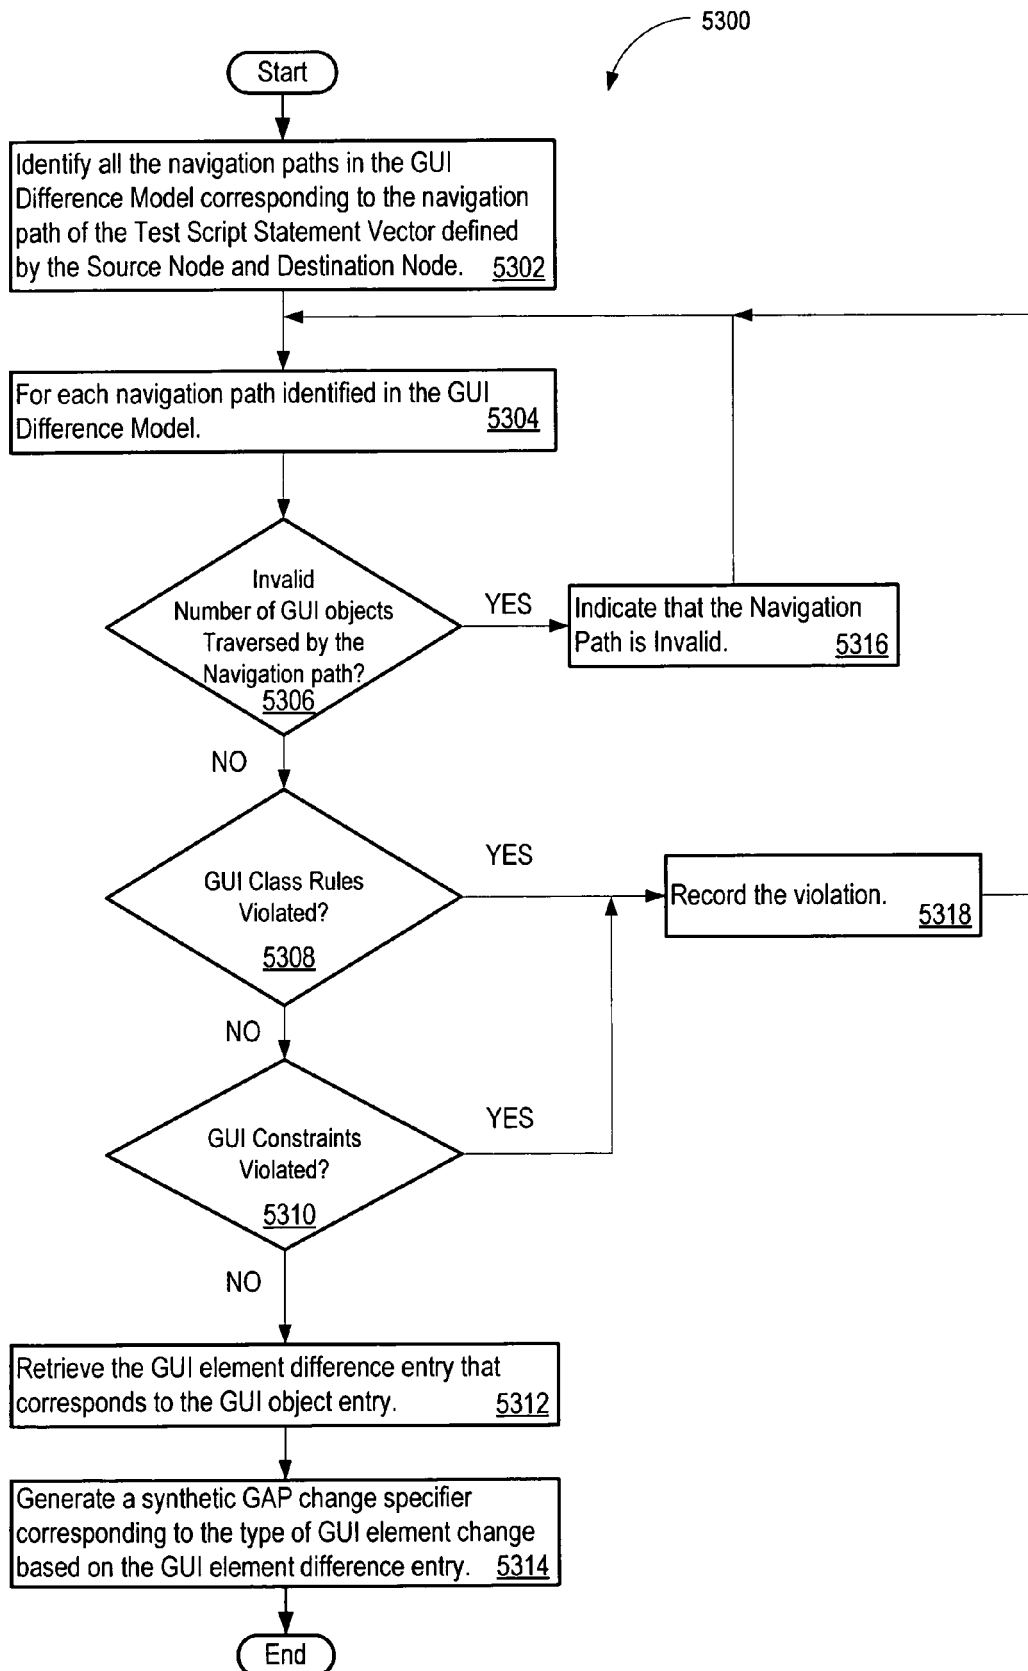 5300
Start
Identify all the navigation paths in the GUI
Difference Model corresponding to the navigation
path of the Test Script Statement Vector defined
by the Source Node and Destination Node. 5302
For each navigation path identified in the GUI
Difference Model. 5304
Invalid
Number of GUI objects
Traversed by the
Navigation path?
5306
YES
Indicate that the Navigation
Path is Invalid. 5316
NO
GUI Class Rules
Violated?
5308
YES
Record the violation. 5318
NO
GUI Constraints
Violated?
5310
YES
NO
Retrieve the GUI element difference entry that
corresponds to the GUI object entry. 5312
Generate a synthetic GAP change specifier
corresponding to the type of GUI element change
based on the GUI element difference entry. 5314
End